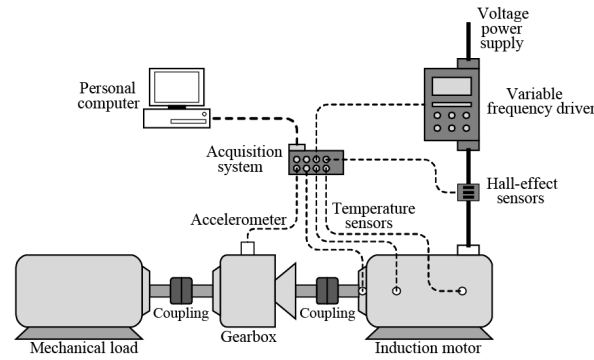 Voltage
power
supply
Personal
computer
Variable
frequency driver
Acquisition
system
Hall-effect
sensors
Accelerometer
Temperature
sensors
Coupling
Coupling
Gearbox
Mechanical load
Induction motor